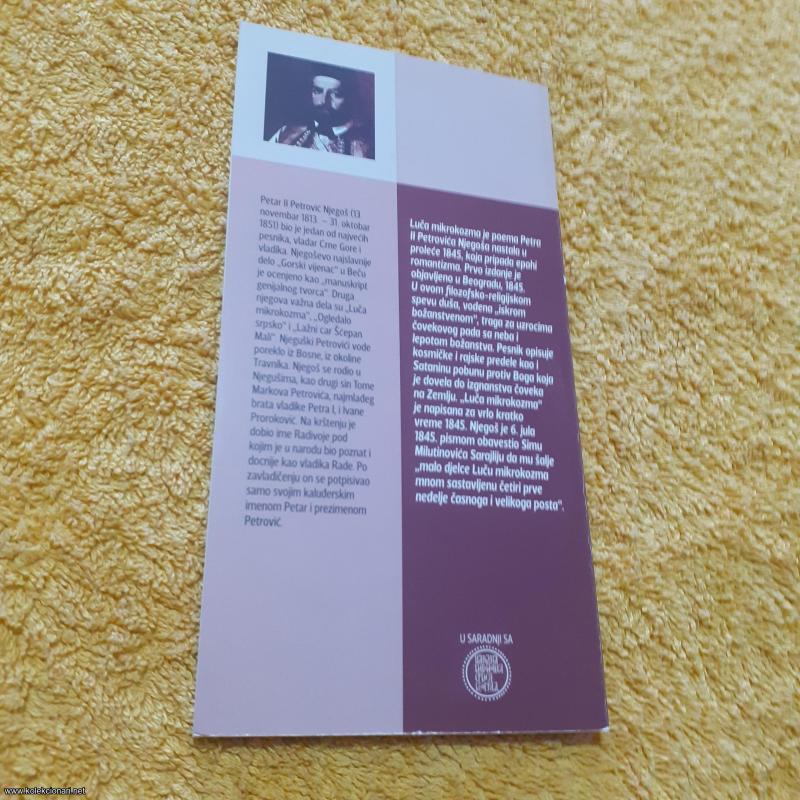 Petar II Petrović Njegoš (13
novembar 1813. – 31. oktobar
1851) bio je jedan od najvećih
pesnika, vladar Crne Gore i
vladika. Njegoševo najslavnije
delo „Gorski vijenac“ u Beču
je ocenjeno kao „manuskript
genijalnog tvorca“. Druga
njegova važna dela su „Luča
mikrokozma“, „Ogledalo
srpsko“ i „Lažni car Šćepan
Mali“. Njeguški Petrovići vode
poreklo iz Bosne, iz okoline
Travnika. Njegoš se rodio u
Njegušima, kao drugi sin Tome
Markova Petrovića, najmlađeg
brata vladike Petra I, i Ivane
Proroković. Na krštenju je
dobio ime Radivoje pod
kojim je u narodu bio poznat i
docnije kao vladika Rade. Po
zavladičenju on se potpisivao
samo svojim kaluđerskim
imenom Petar i prezimenom
Petrović.
Luča mikrokozma je poema Petra
II Petrovića Njegoša nastala u
proleće 1845, koja pripada epohi
romantizma. Prvo izdanje je
objavljeno u Beogradu, 1845.
U ovom filozofsko-religijskom
spevu duša, vođena „iskrom
božanstvenom“, traga za uzrocima
čovekovog pada sa neba i
lepotom božanstva. Pesnik opisuje
kosmičke i rajske predele kao i
Sataninu pobunu protiv Boga koja
je dovela do izgnanstva čoveka
na Zemlju. „Luča mikrokozma“
je napisana za vrlo kratko
vreme 1845. Njegoš je 6. jula
1845. pismom obavestio Simu
Milutinovića Sarajliju da mu šalje
„malo djelce Luču mikrokozma
mnom sastavljenu četiri prve
nedelje časnoga i velikoga posta“.
U SARADNJI SA
www.kolekcionari.net